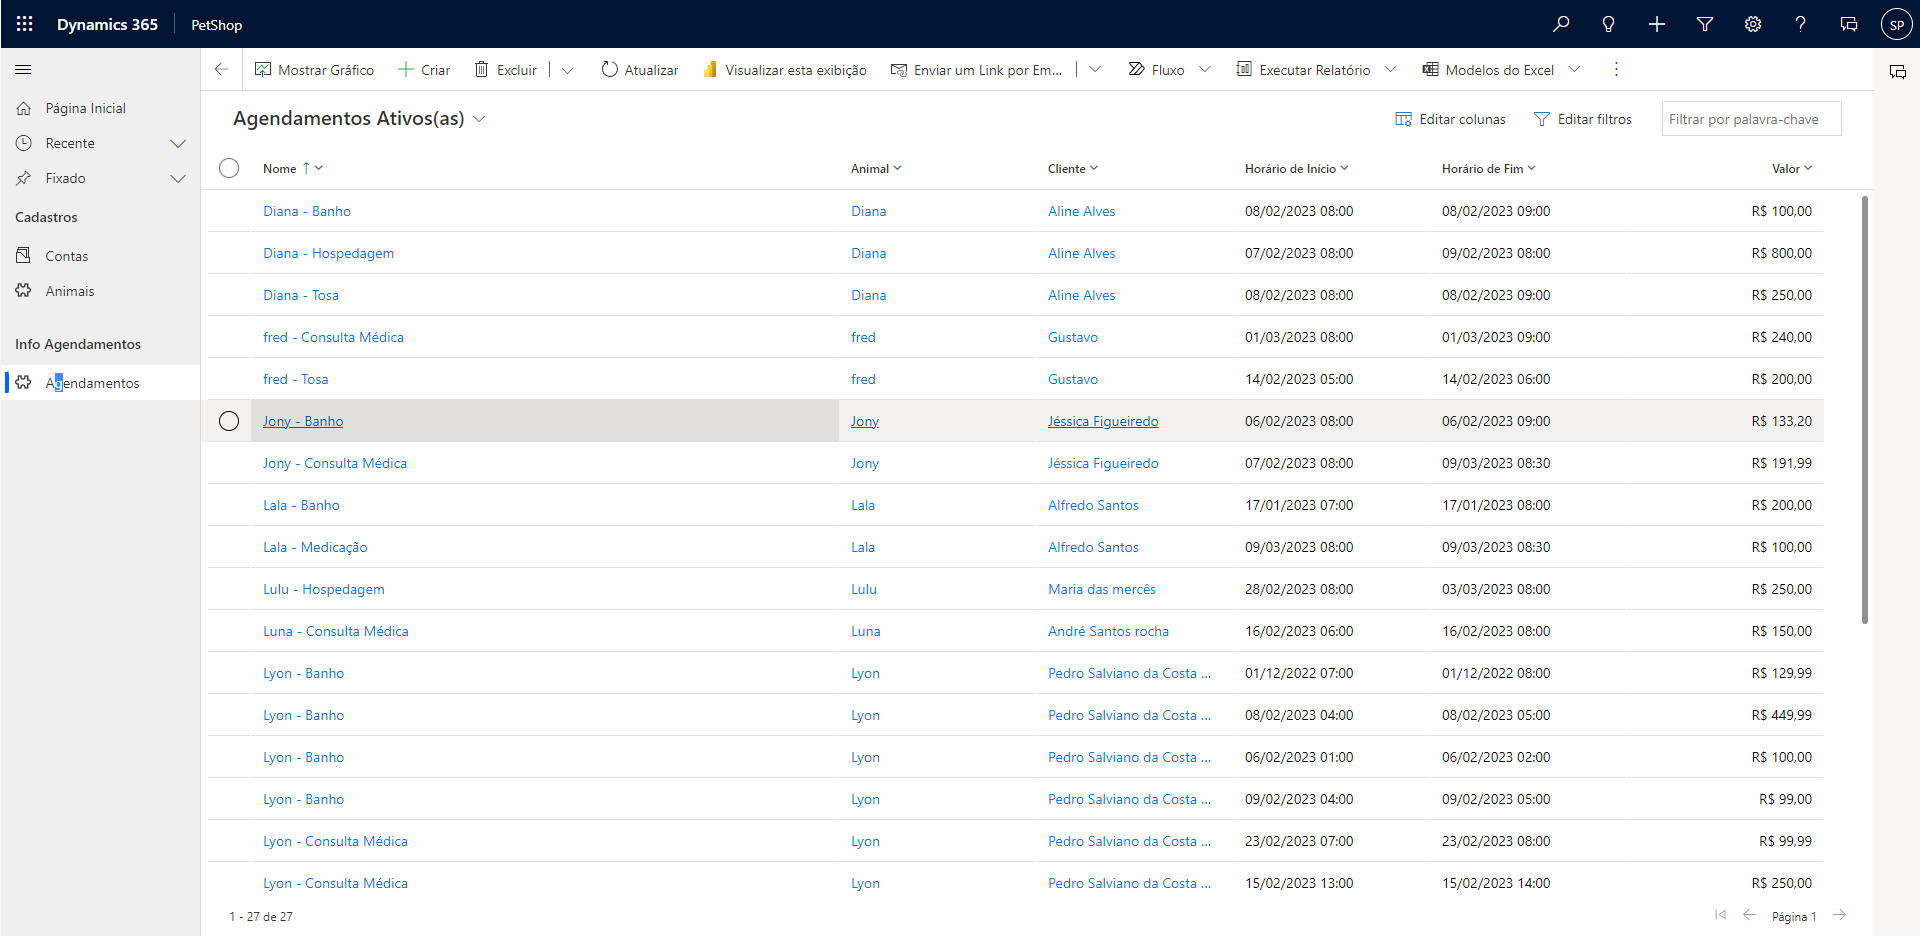 Dynamics 365 PetShop SP
Mostrar Gráfico Criar Excluir Atualizar Visualizar esta exibição Enviar um Link por Em... Fluxo Executar Relatório Modelos do Excel
Página Inicial
Recente
Fixado
Cadastros
Contas
Animais
Info Agendamentos
Agendamentos
Agendamentos Ativos(as) Editar colunas Editar filtros Filtrar por palavra-chave
Nome Animal Cliente Horário de Início Horário de Fim Valor
Diana - Banho Diana Aline Alves 08/02/2023 08:00 08/02/2023 09:00 R$ 100,00
Diana - Hospedagem Diana Aline Alves 07/02/2023 08:00 09/02/2023 08:00 R$ 800,00
Diana - Tosa Diana Aline Alves 08/02/2023 08:00 08/02/2023 09:00 R$ 250,00
fred - Consulta Médica fred Gustavo 01/03/2023 08:00 01/03/2023 09:00 R$ 240,00
fred - Tosa fred Gustavo 14/02/2023 05:00 14/02/2023 06:00 R$ 200,00
Jony - Banho Jony Jéssica Figueiredo 06/02/2023 08:00 06/02/2023 09:00 R$ 133,20
Jony - Consulta Médica Jony Jéssica Figueiredo 07/02/2023 08:00 09/03/2023 08:30 R$ 191,99
Lala - Banho Lala Alfredo Santos 17/01/2023 07:00 17/01/2023 08:00 R$ 200,00
Lala - Medicação Lala Alfredo Santos 09/03/2023 08:00 09/03/2023 08:30 R$ 100,00
Lulu - Hospedagem Lulu Maria das mercês 28/02/2023 08:00 03/03/2023 08:00 R$ 250,00
Luna - Consulta Médica Luna André Santos rocha 16/02/2023 06:00 16/02/2023 08:00 R$ 150,00
Lyon - Banho Lyon Pedro Salviano da Costa ... 01/12/2022 07:00 01/12/2022 08:00 R$ 129,99
Lyon - Banho Lyon Pedro Salviano da Costa ... 08/02/2023 04:00 08/02/2023 05:00 R$ 449,99
Lyon - Banho Lyon Pedro Salviano da Costa ... 06/02/2023 01:00 06/02/2023 02:00 R$ 100,00
Lyon - Banho Lyon Pedro Salviano da Costa ... 09/02/2023 04:00 09/02/2023 05:00 R$ 99,00
Lyon - Consulta Médica Lyon Pedro Salviano da Costa ... 23/02/2023 07:00 23/02/2023 08:00 R$ 99,99
Lyon - Consulta Médica Lyon Pedro Salviano da Costa ... 15/02/2023 13:00 15/02/2023 14:00 R$ 250,00
1 - 27 de 27 Página 1